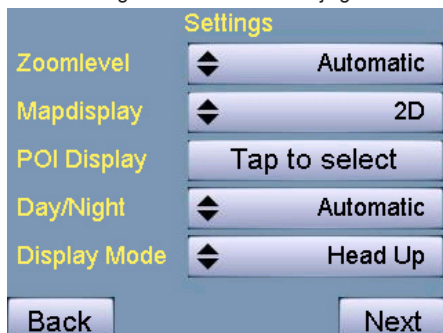 Settings
Zoomlevel Automatic
Mapdisplay 2D
POI Display Tap to select
Day/Night Automatic
Display Mode Head Up
Back Next